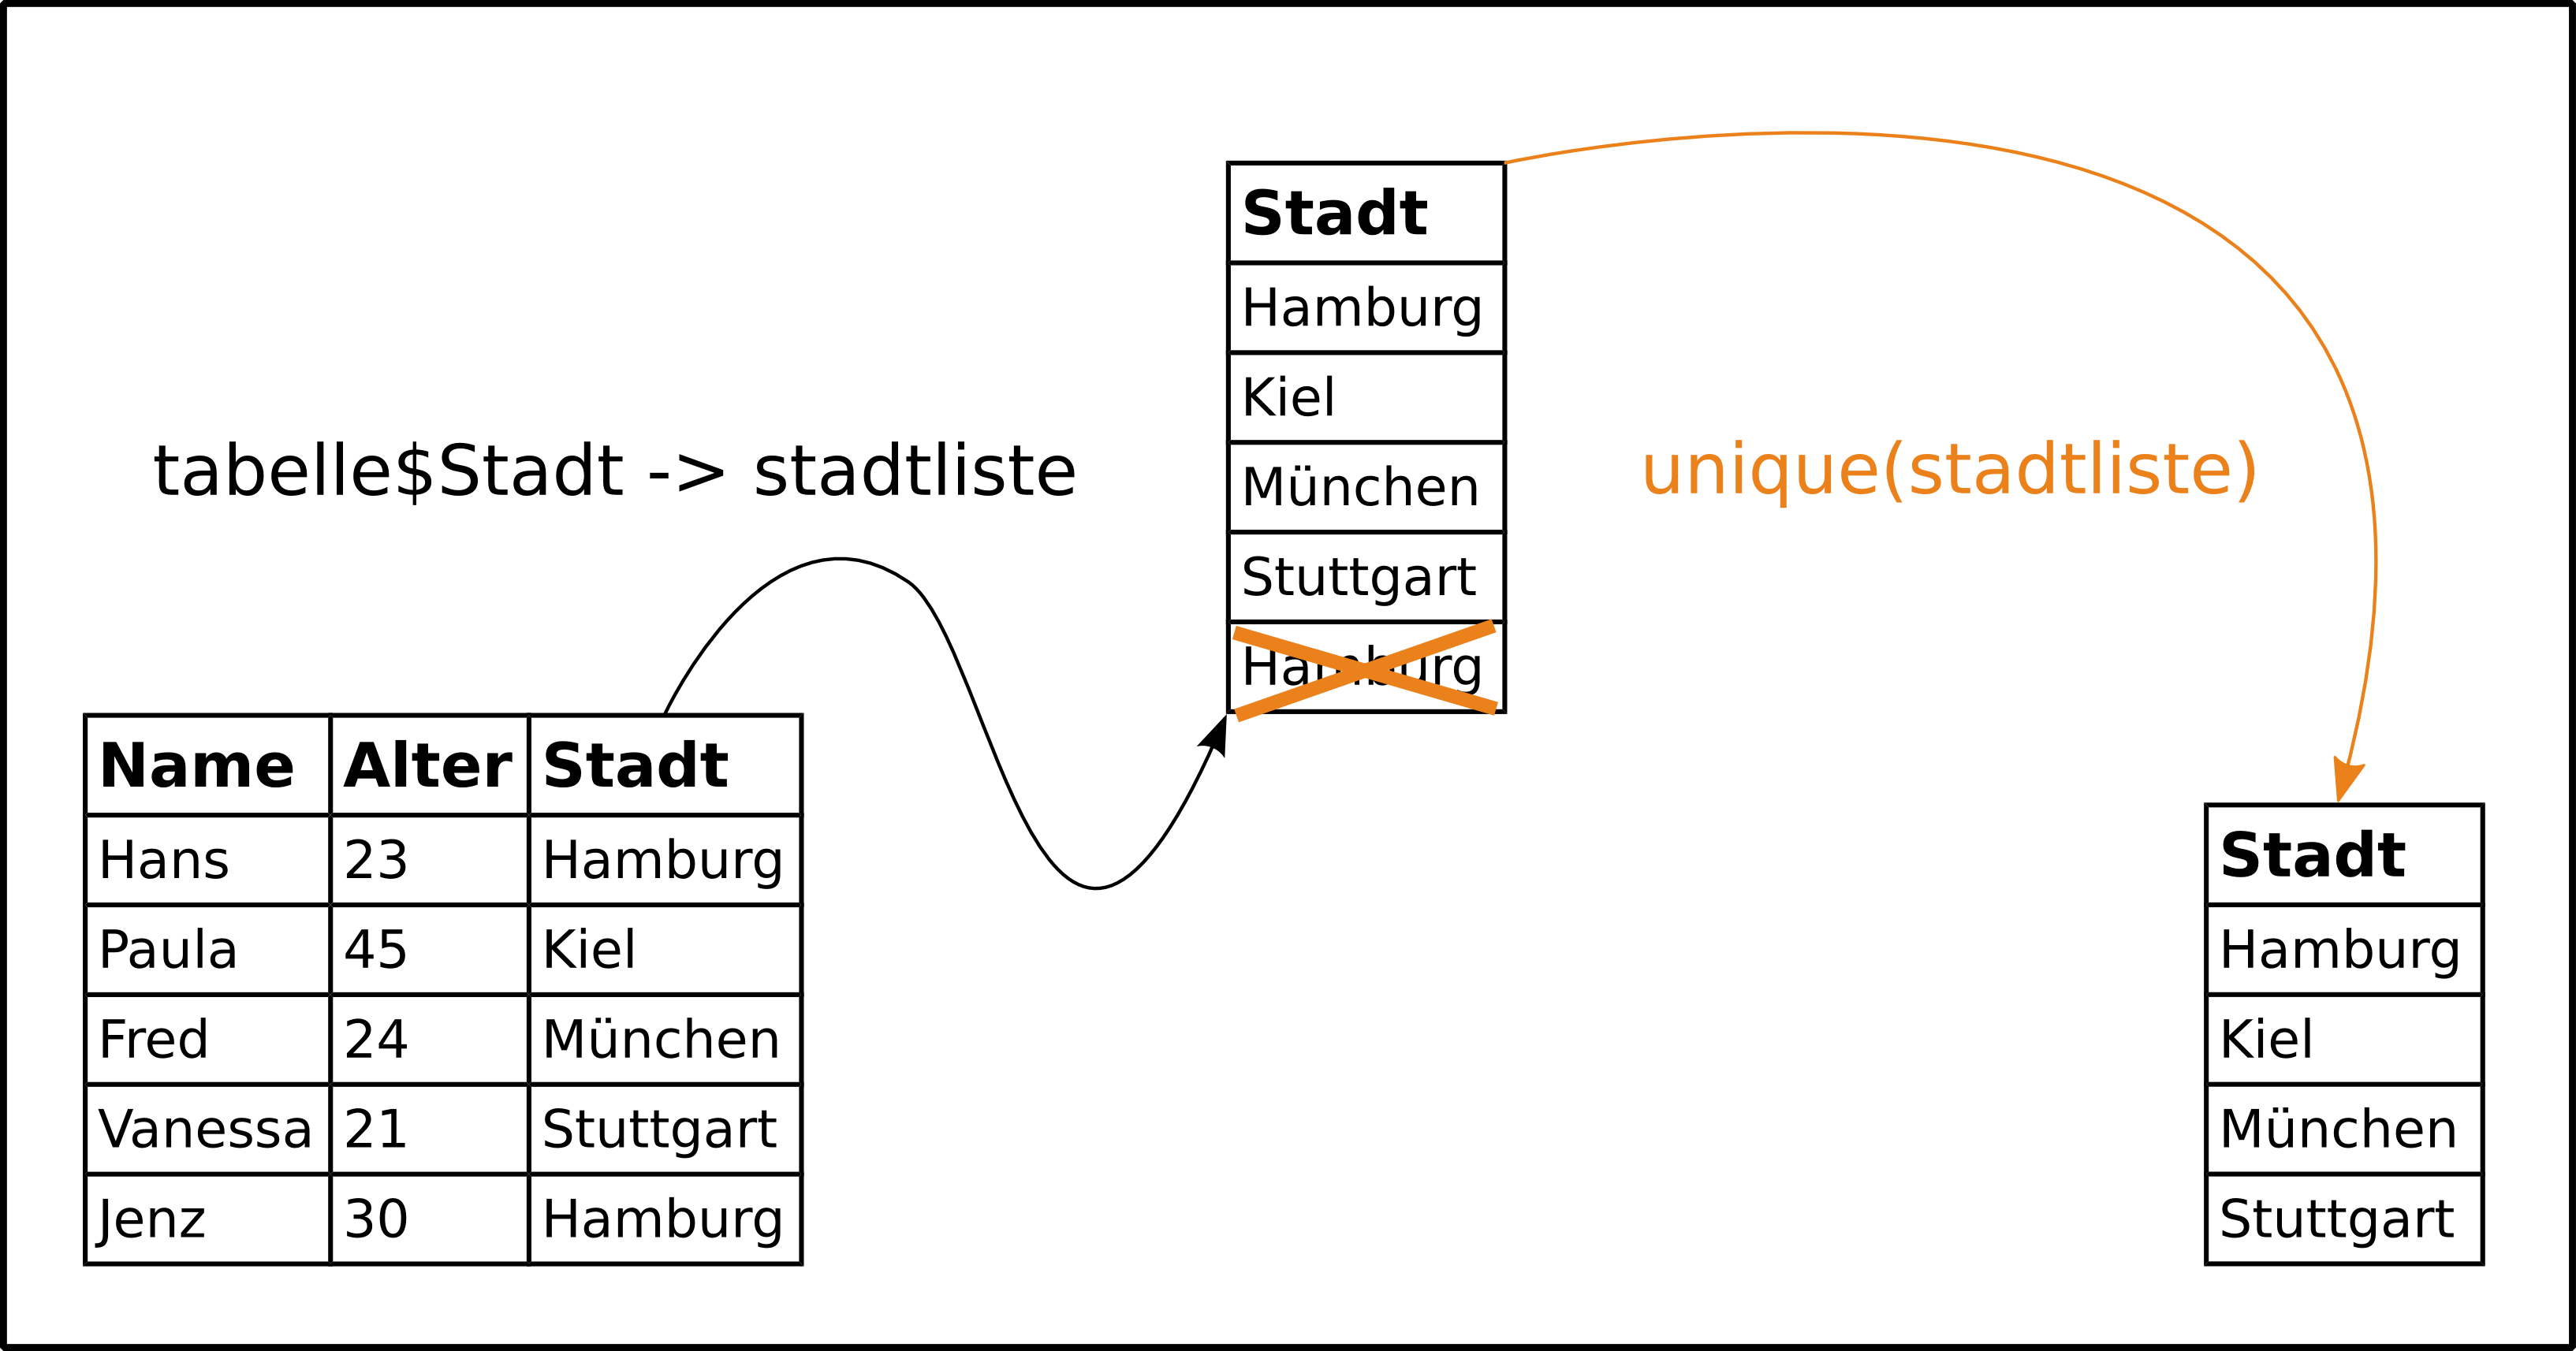 tabelle$Stadt -> stadtliste
Name Alter Stadt
Hans 23 Hamburg
Paula 45 Kiel
Fred 24 München
Vanessa 21 Stuttgart
Jenz 30 Hamburg
Stadt
Hamburg
Kiel
München
Stuttgart
Hamburg
unique(stadtliste)
Stadt
Hamburg
Kiel
München
Stuttgart